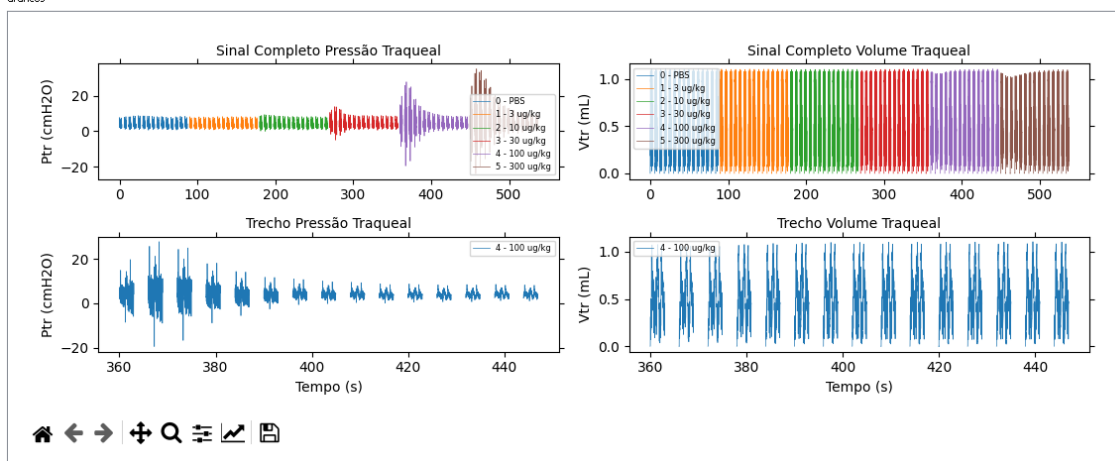 gráficos
Sinal Completo Pressão Traqueal
Ptr (cmH2O)
20
0
−20
0 - PBS
1 - 3 ug/kg
2 - 10 ug/kg
3 - 30 ug/kg
4 - 100 ug/kg
5 - 300 ug/kg
0 100 200 300 400 500
Sinal Completo Volume Traqueal
Vtr (mL)
1.0
0.5
0.0
0 - PBS
1 - 3 ug/kg
2 - 10 ug/kg
3 - 30 ug/kg
4 - 100 ug/kg
5 - 300 ug/kg
0 100 200 300 400 500
Trecho Pressão Traqueal
Ptr (cmH2O)
20
0
−20
4 - 100 ug/kg
360 380 400 420 440
Tempo (s)
Trecho Volume Traqueal
Vtr (mL)
1.0
0.5
0.0
4 - 100 ug/kg
360 380 400 420 440
Tempo (s)